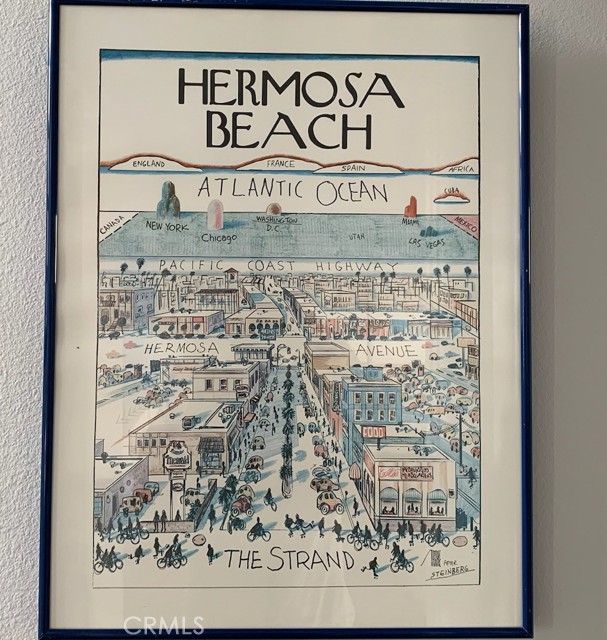 HERMOSA
BEACH
ENGLAND
FRANCE
SPAIN
AFRICA
ATLANTIC OCEAN
CUBA
CANADA
NEW YORK
Chicago
WASHINGTON
D.C.
UTAH
MIAMI
LAS VEGAS
MEXICO
PACIFIC COAST HIGHWAY
HERMOSA AVENUE
THE STRAND
PETER
STEINBERG
CRMLS